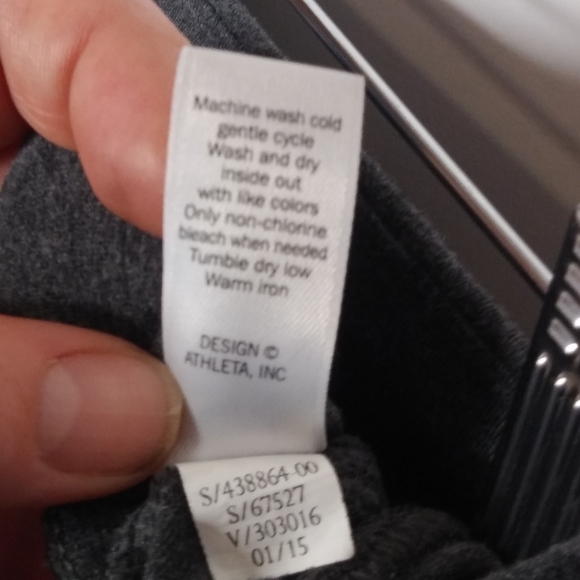 Machine wash cold
gentle cycle
Wash and dry
inside out
with like colors
Only non-chlorine
bleach when needed
Tumble dry low
Warm iron
DESIGN ©
ATHLETA, INC
S/438864-00
S/67527
V/303016
01/15